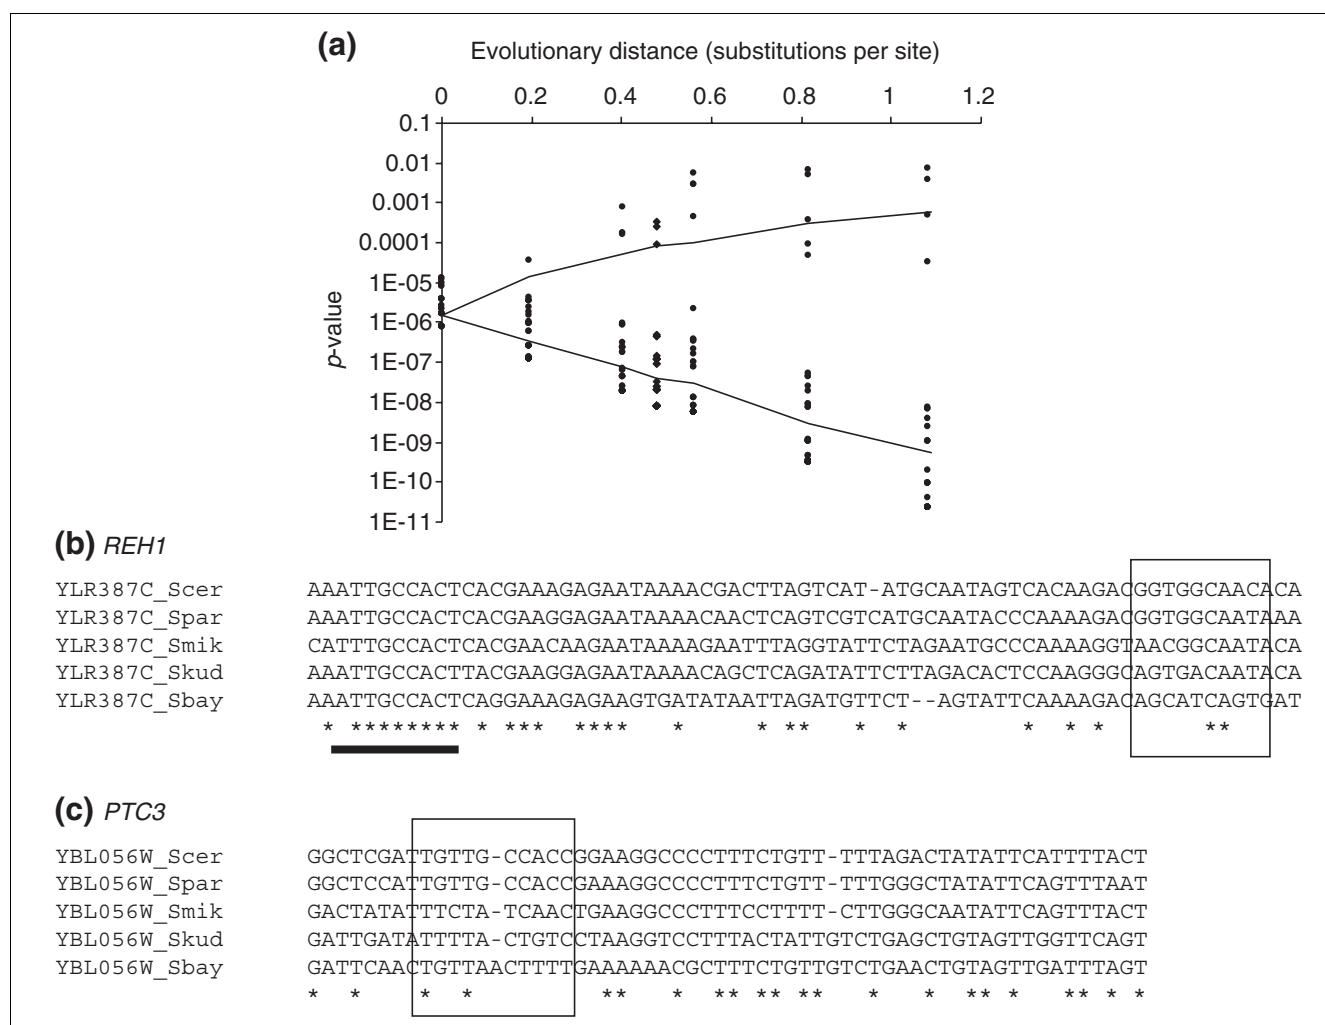 (a) Evolutionary distance (substitutions per site)
0 0.2 0.4 0.6 0.8 1 1.2
0.1
0.01
0.001
0.0001
1E-05
1E-06
1E-07
1E-08
1E-09
1E-10
1E-11
p-value
(b) REH1
YLR387C_Scer AAATTGCCACTCACGAAAGAGAATAAAACGACTTAGTCAT-ATGCAATAGTCACAAGACGGTGGCAACACA
YLR387C_Spar AAATTGCCACTCACGAAGGAGAATAAAACAACTCAGTCGTCATGCAATACCCAAAAGACGGTGGCAATAAA
YLR387C_Smik CATTTGCCACTCACGAACAAGAATAAAAGAATTTAGGTATTCTAGAATGCCCAAAAGGTAACGGCAATACA
YLR387C_Skud AAATTGCCACTTACGAAGGAGAATAAAACAGCTCAGATATTCTTAGACACTCCAAGGGCAGTGACAATACA
YLR387C_Sbay AAATTGCCACTCAGGAAAGAGAAGTGATATAATTAGATGTTCT--AGTATTCAAAAGACAGCATCAGTGAT
* ******** * *** **** * * ** * * * * * **
(c) PTC3
YBL056W_Scer GGCTCGATTGTTG-CCACCGGAAGGCCCCTTTCTGTT-TTTAGACTATATTCATTTTACT
YBL056W_Spar GGCTCCATTGTTG-CCACCGAAAGGCCCCTTTCTGTT-TTTGGGCTATATTCAGTTTAAT
YBL056W_Smik GACTATATTTCTA-TCAACTGAAGGCCCTTTCCTTTT-CTTGGGCAATATTCAGTTTACT
YBL056W_Skud GATTGATATTTTA-CTGTCCTAAGGTCCTTTACTATTGTCTGAGCTGTAGTTGGTTCAGT
YBL056W_Sbay GATTCAACTGTTAACTTTTGAAAAAACGCTTTCTGTTGTCTGAACTGTAGTTGATTTAGT
* * * * ** * ** ** ** * * ** * ** * *